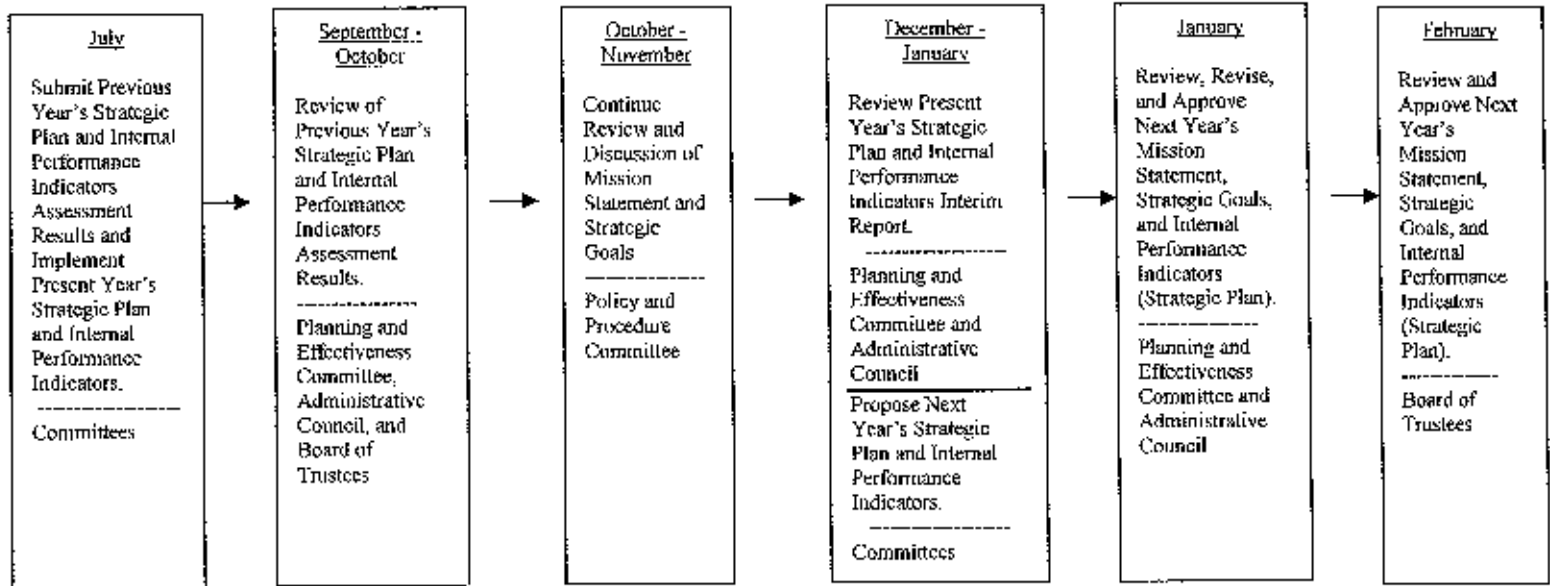 July
Submit Previous
Year's Strategic
Plan and Internal
Performance
Indicators
Assessment
Results and
Implement
Present Year's
Strategic Plan
and Internal
Performance
Indicators.
--------------------
Committees
September -
October
Review of
Previous Year's
Strategic Plan
and Internal
Performance
Indicators
Assessment
Results.
-----------------
Planning and
Effectiveness
Committee,
Administrative
Council, and
Board of
Trustees
October -
November
Continue
Review and
Discussion of
Mission
Statement and
Strategic
Goals
-----------------
Policy and
Procedure
Committee
December -
January
Review Present
Year's Strategic
Plan and Internal
Performance
Indicators Interim
Report.
--------------------
Planning and
Effectiveness
Committee and
Administrative
Council
Propose Next
Year's Strategic
Plan and Internal
Performance
Indicators.
--------------------
Committees
January
Review, Revise,
and Approve
Next Year's
Mission
Statement,
Strategic Goals,
and Internal
Performance
Indicators
(Strategic Plan).
-----------------
Planning and
Effectiveness
Committee and
Administrative
Council
February
Review and
Approve Next
Year's
Mission
Statement,
Strategic
Goals, and
Internal
Performance
Indicators
(Strategic
Plan).
--------------
Board of
Trustees